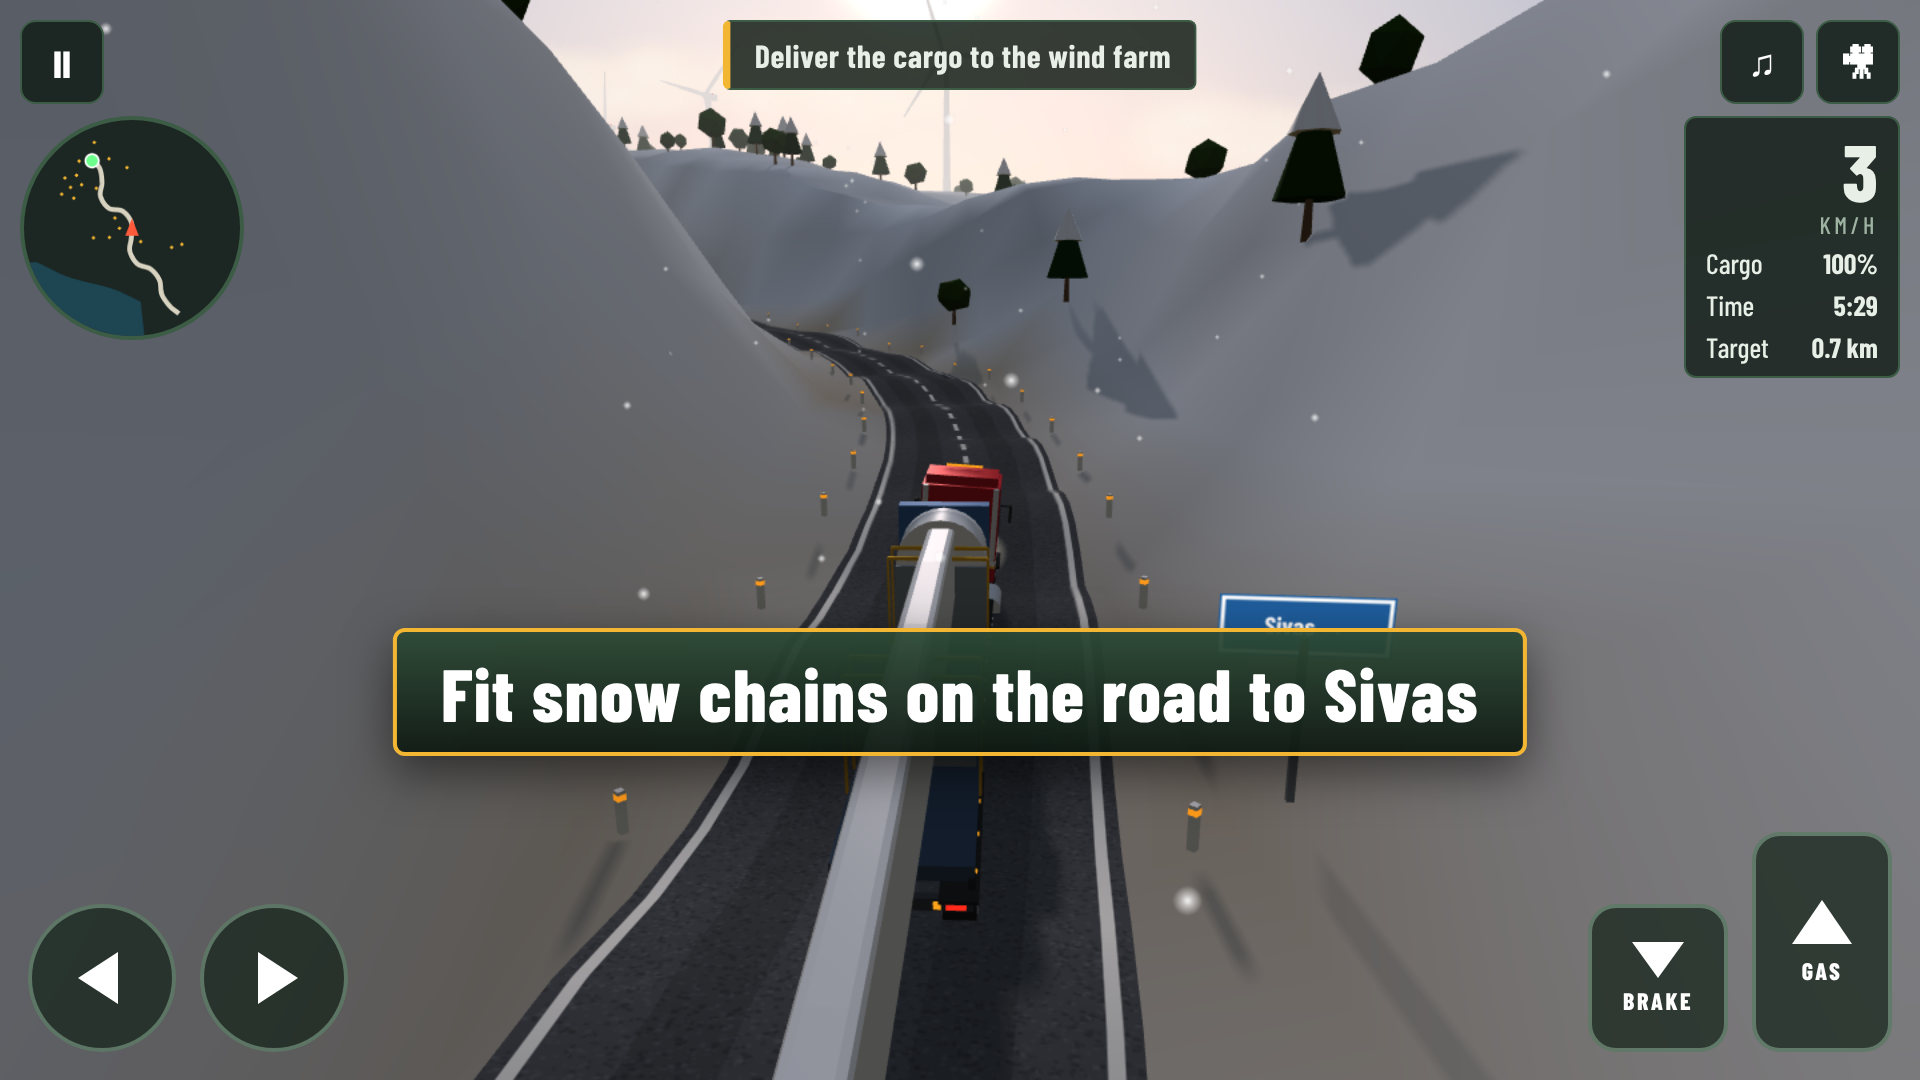 Deliver the cargo to the wind farm
3
KM/H
Cargo 100%
Time 5:29
Target 0.7 km
Sivas
Fit snow chains on the road to Sivas
BRAKE
GAS